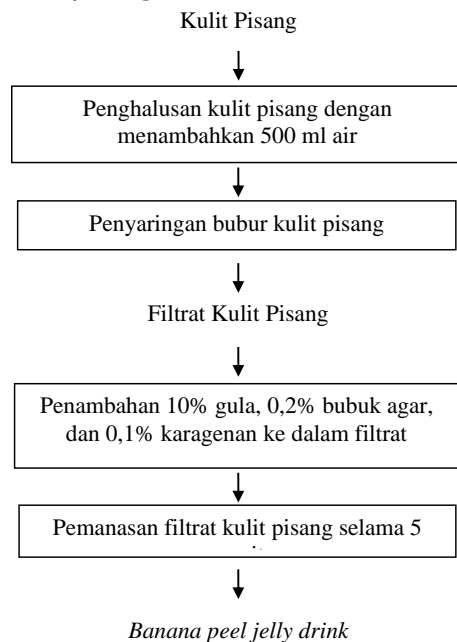 Kulit Pisang
Penghalusan kulit pisang dengan
menambahkan 500 ml air
Penyaringan bubur kulit pisang
Filtrat Kulit Pisang
Penambahan 10% gula, 0,2% bubuk agar,
dan 0,1% karagenan ke dalam filtrat
Pemanasan filtrat kulit pisang selama 5
Banana peel jelly drink